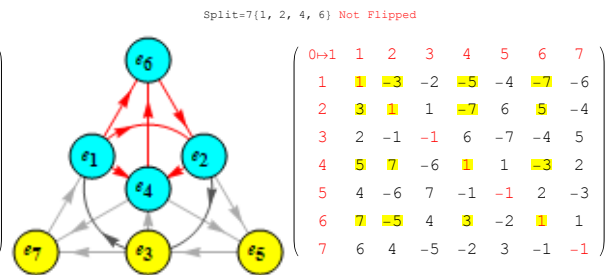 Split=7{1, 2, 4, 6} Not Flipped
e6
e1 e2
e4
e7 e3 e5
0↦1 1 2 3 4 5 6 7
1 1 −3 −2 −5 −4 −7 −6
2 3 1 1 −7 6 5 −4
3 2 −1 −1 6 −7 −4 5
4 5 7 −6 1 1 −3 2
5 4 −6 7 −1 −1 2 −3
6 7 −5 4 3 −2 1 1
7 6 4 −5 −2 3 −1 −1